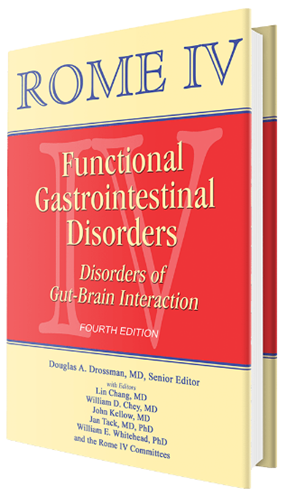 ROME IV
Functional
Gastrointestinal
Disorders
Disorders of
Gut-Brain Interaction
FOURTH EDITION
Douglas A. Drossman, MD, Senior Editor
with Editors
Lin Chang, MD
William D. Chey, MD
John Kellow, MD
Jan Tack, MD, PhD
William E. Whitehead, PhD
and the Rome IV Committees
IV